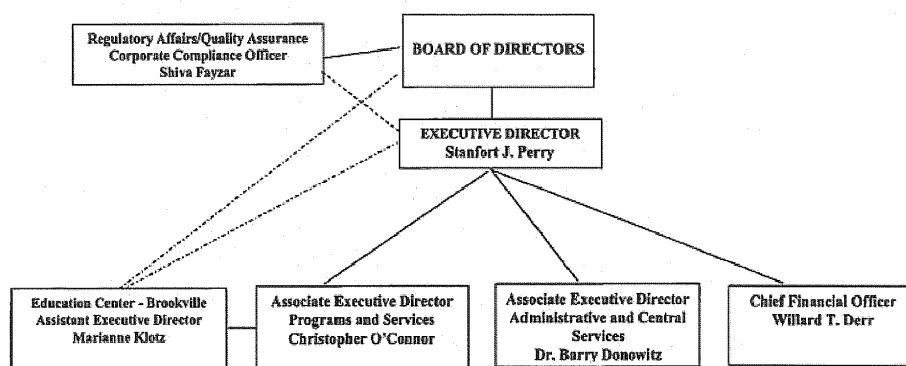 Regulatory Affairs/Quality Assurance
Corporate Compliance Officer
Shiva Fayzar
BOARD OF DIRECTORS
EXECUTIVE DIRECTOR
Stanfort J. Perry
Education Center - Brookville
Assistant Executive Director
Marianne Klotz
Associate Executive Director
Programs and Services
Christopher O'Connor
Associate Executive Director
Administrative and Central
Services
Dr. Barry Donowitz
Chief Financial Officer
Willard T. Derr